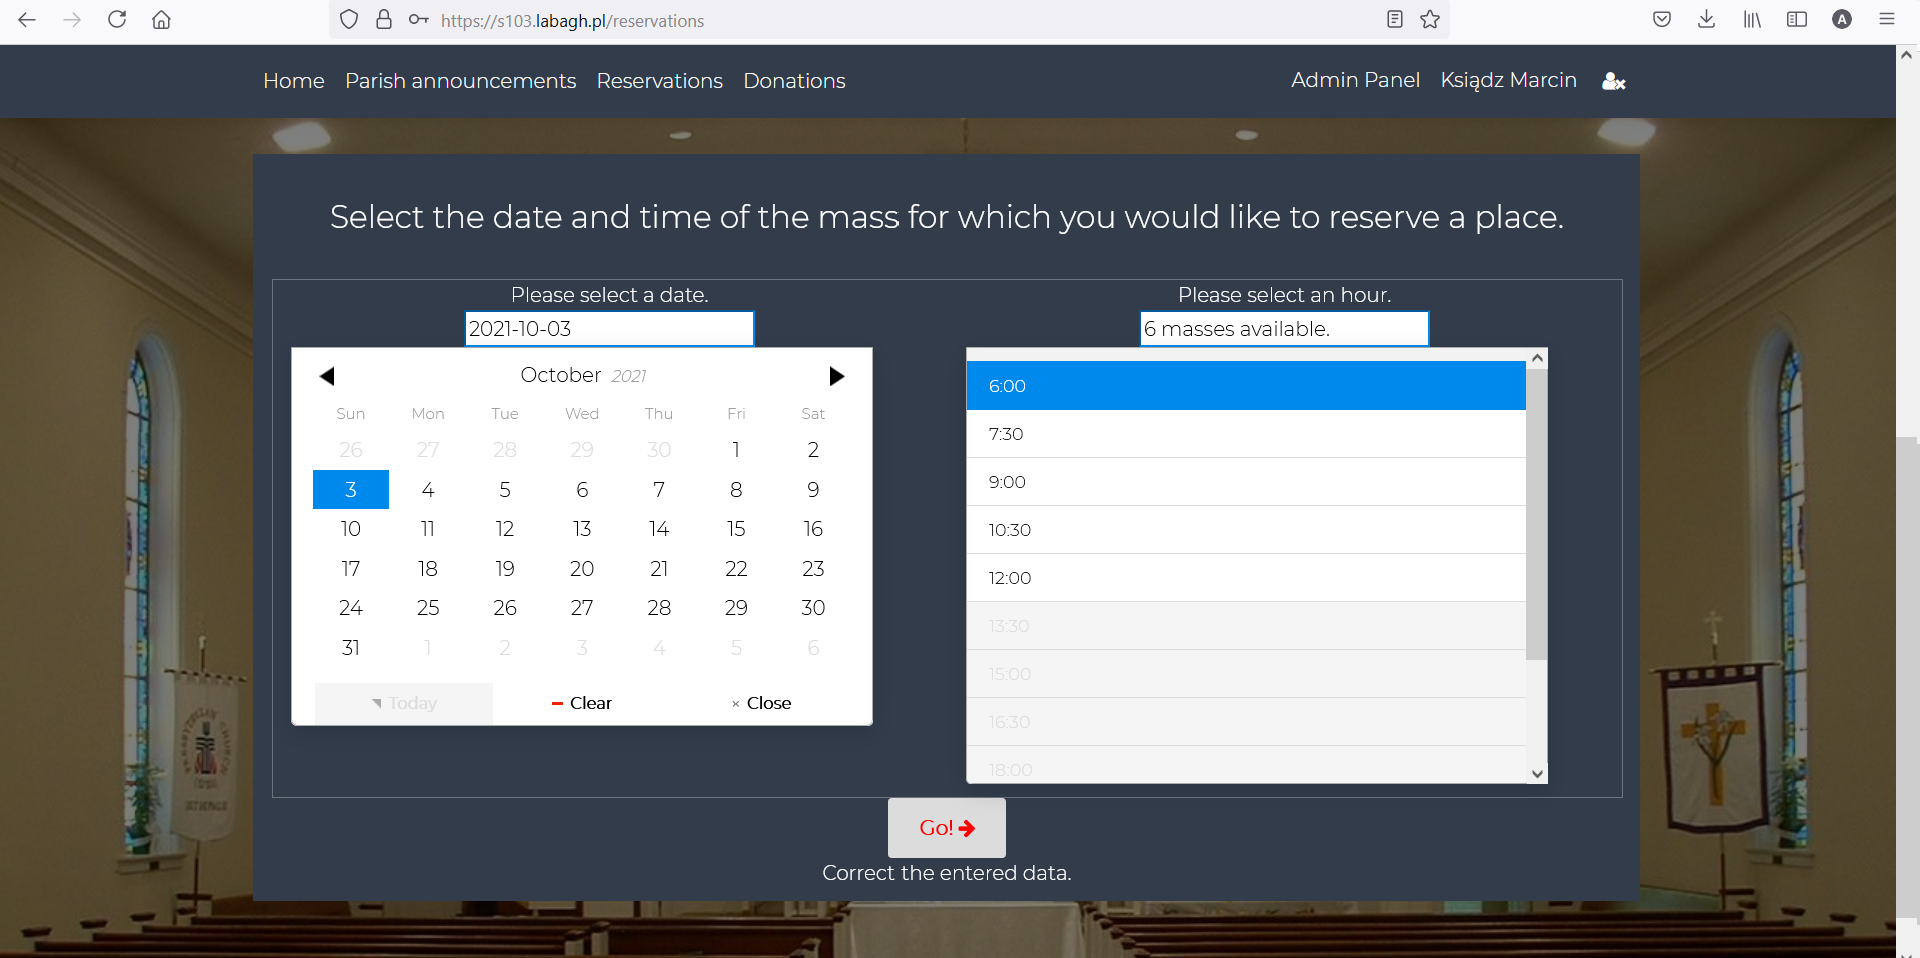 https://s103.labagh.pl/reservations
A
Home Parish announcements Reservations Donations Admin Panel Ksiądz Marcin
Select the date and time of the mass for which you would like to reserve a place.
Please select a date.
2021-10-03
October 2021
Sun Mon Tue Wed Thu Fri Sat
26 27 28 29 30 1 2
3 4 5 6 7 8 9
10 11 12 13 14 15 16
17 18 19 20 21 22 23
24 25 26 27 28 29 30
31 1 2 3 4 5 6
Today Clear × Close
Please select an hour.
6 masses available.
6:00
7:30
9:00
10:30
12:00
13:30
15:00
16:30
18:00
Go!
Correct the entered data.